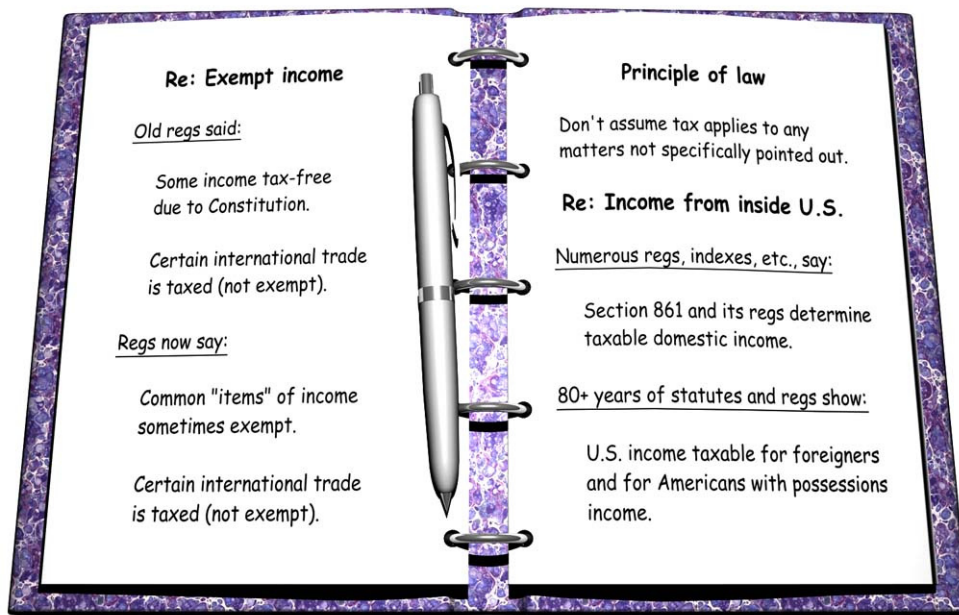 Re: Exempt income
Old regs said:
Some income tax-free
due to Constitution.
Certain international trade
is taxed (not exempt).
Regs now say:
Common "items" of income
sometimes exempt.
Certain international trade
is taxed (not exempt).
Principle of law
Don't assume tax applies to any
matters not specifically pointed out.
Re: Income from inside U.S.
Numerous regs, indexes, etc., say:
Section 861 and its regs determine
taxable domestic income.
80+ years of statutes and regs show:
U.S. income taxable for foreigners
and for Americans with possessions
income.